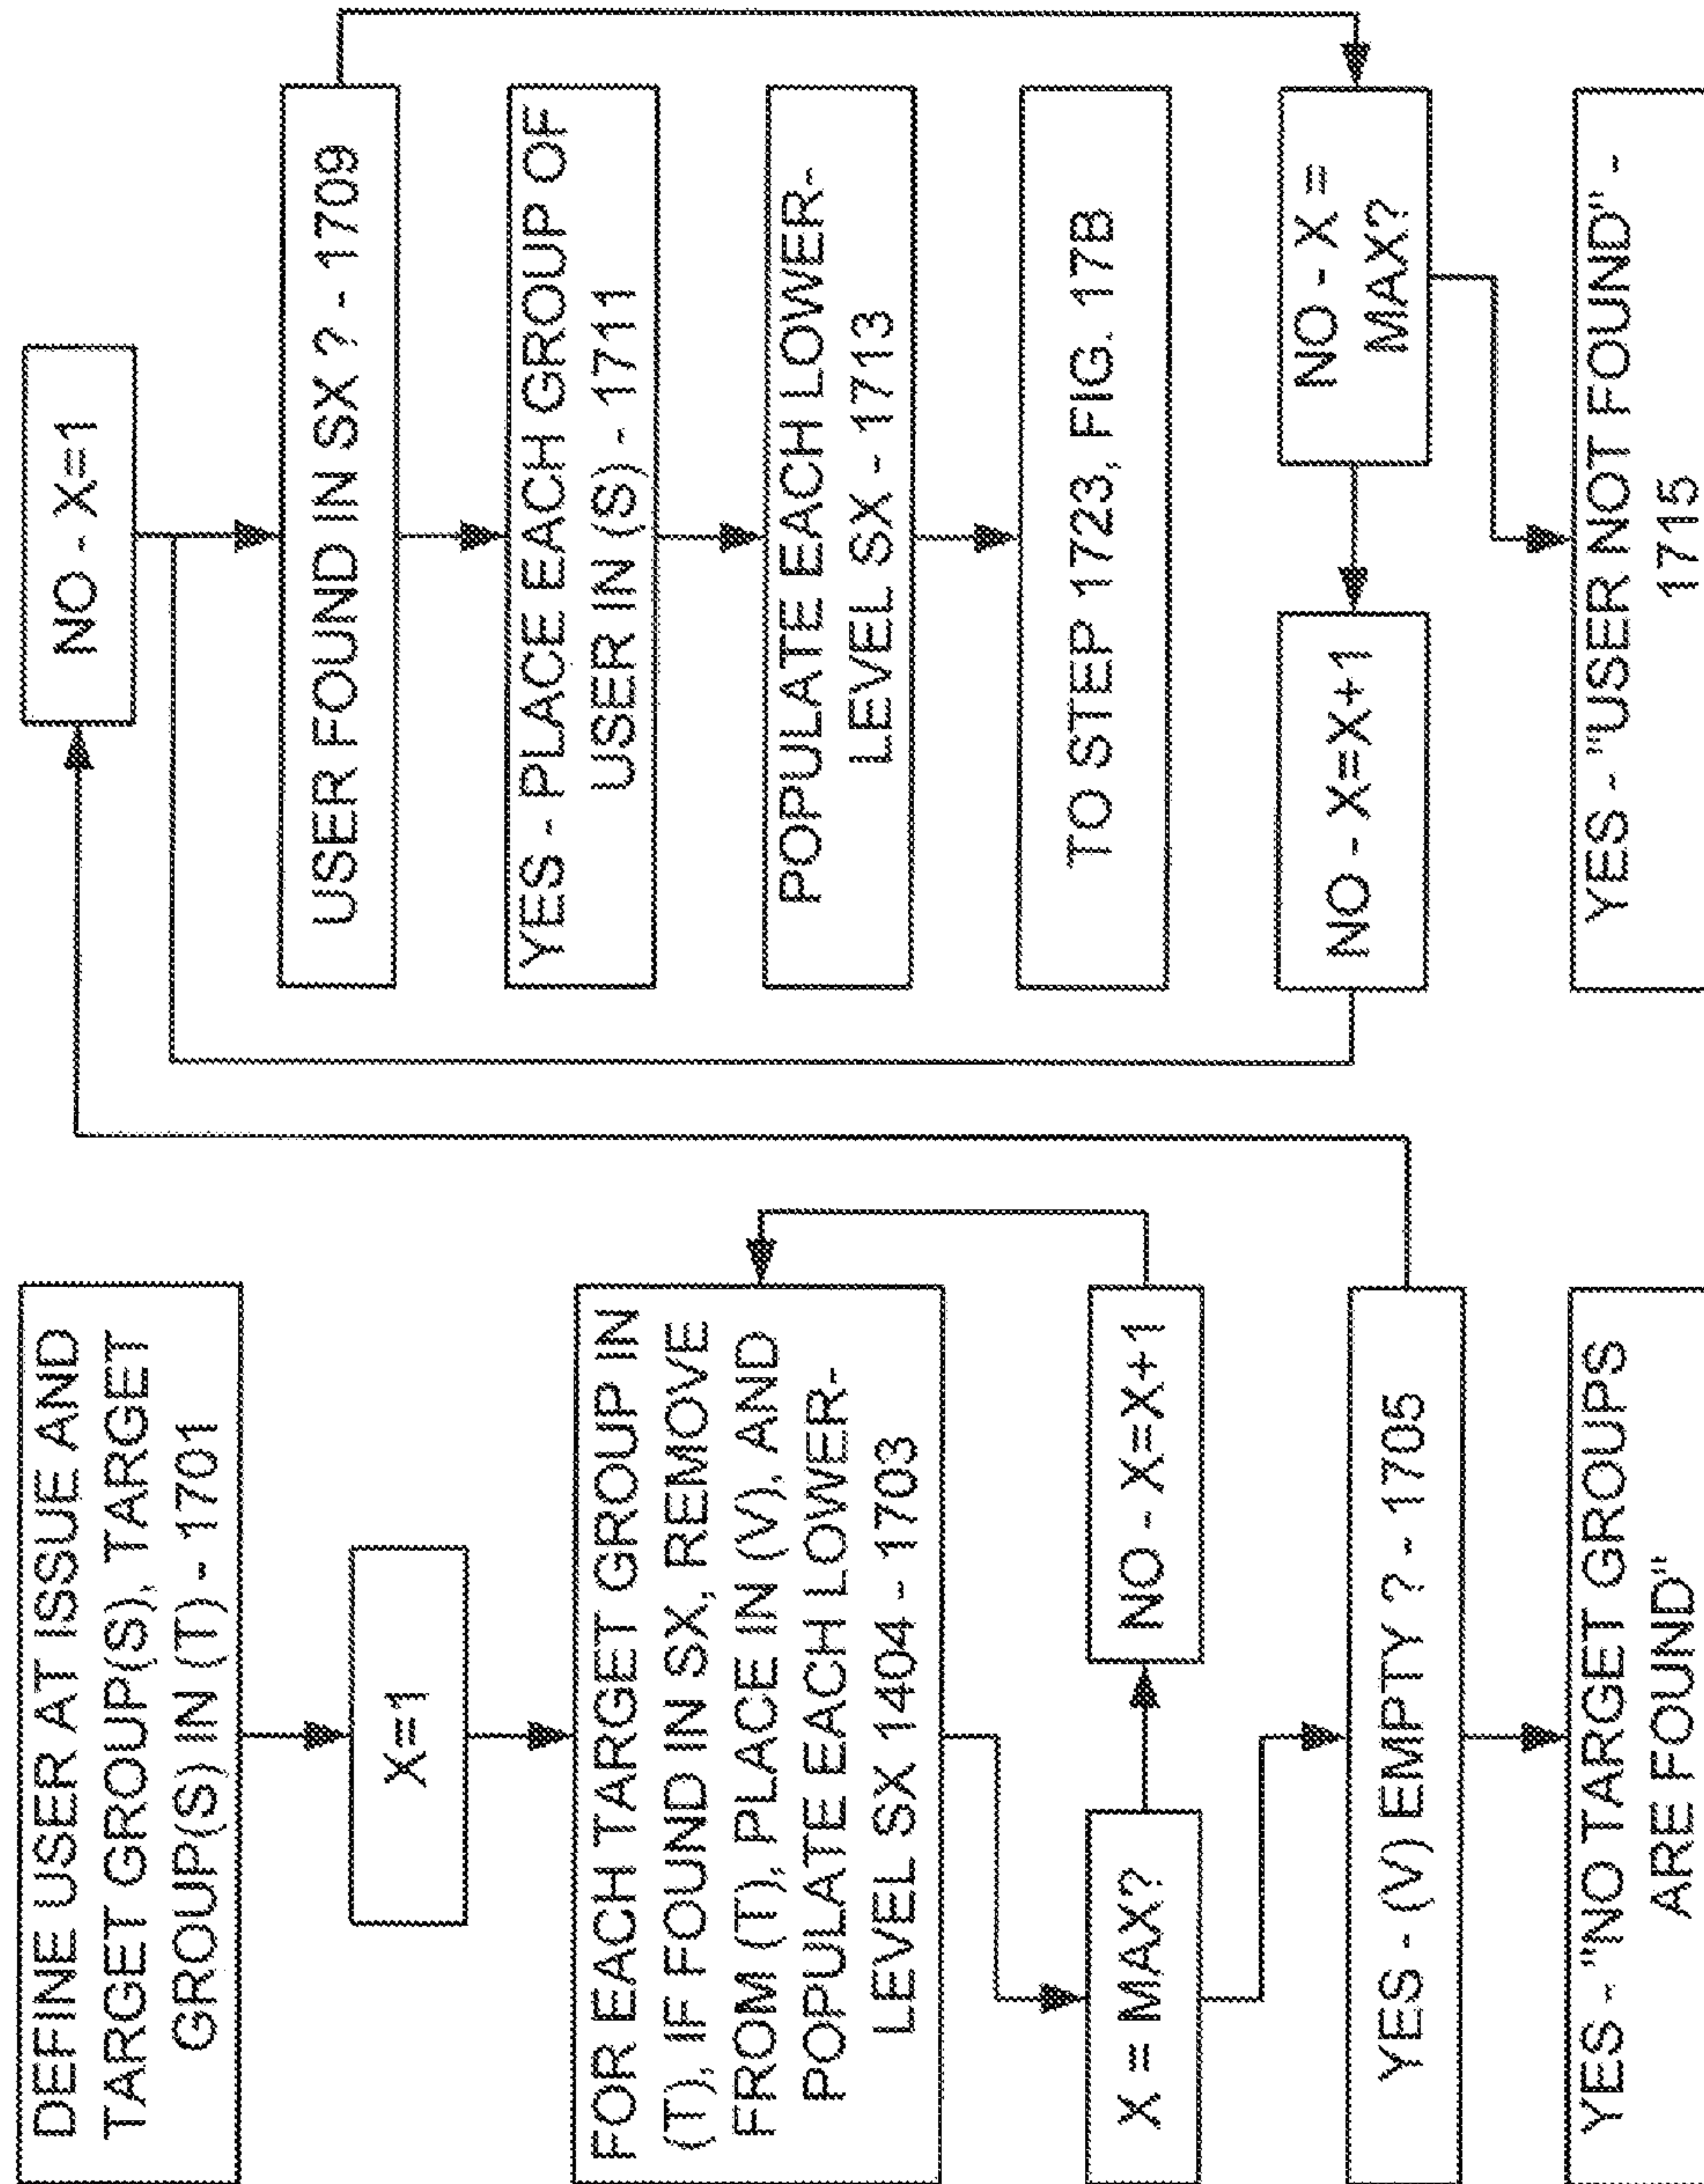 DEFINE USER AT ISSUE AND
TARGET GROUP(S), TARGET
GROUP(S) IN (T) - 1701
X=1
FOR EACH TARGET GROUP IN
(T), IF FOUND IN SX, REMOVE
FROM (T), PLACE IN (V), AND
POPULATE EACH LOWER-
LEVEL SX 1404 - 1703
X = MAX?
NO - X=X+1
YES - (V) EMPTY ? - 1705
YES - "NO TARGET GROUPS
ARE FOUND"
NO - X=1
USER FOUND IN SX ? - 1709
YES - PLACE EACH GROUP OF
USER IN (S) - 1711
POPULATE EACH LOWER-
LEVEL SX - 1713
TO STEP 1723, FIG. 17B
NO - X =
MAX?
NO - X=X+1
YES - "USER NOT FOUND" -
1715